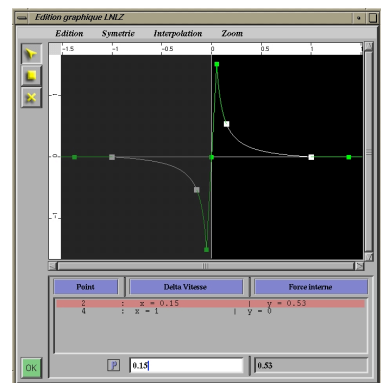 Edition graphique LNLZ
Edition Symetrie Interpolation Zoom
-1.5 -1 -0.5 0 0.5 1
0
Point Delta Vitesse Force interne
2 : x = 0.15 | y = 0.53
4 : x = 1 | y = 0
OK P 0.15 0.53